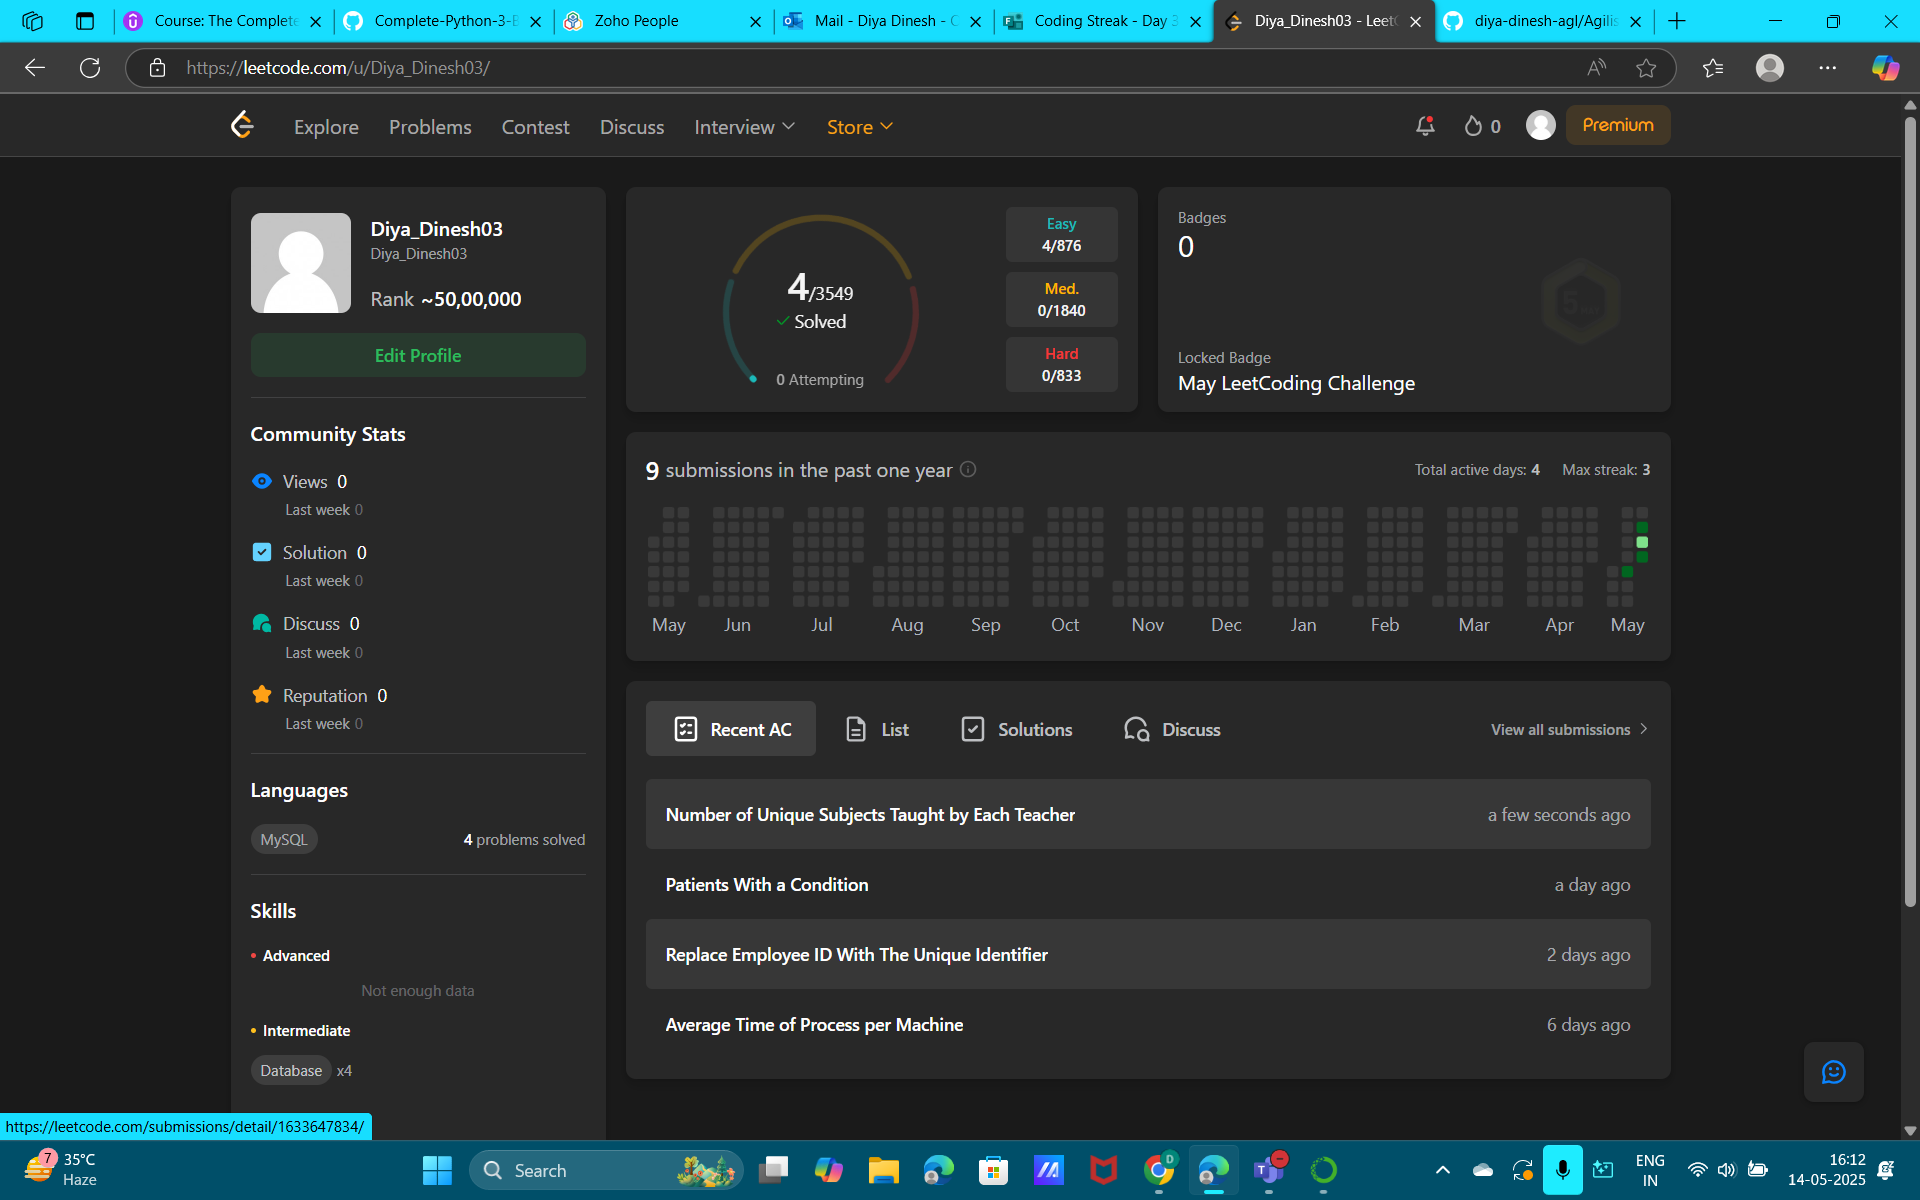 Course: The Complete
Complete-Python-3-B
Zoho People
Mail - Diya Dinesh - 
Coding Streak - Day 3
Diya_Dinesh03 - Leet
diya-dinesh-agl/Agilis
https://leetcode.com/u/Diya_Dinesh03/
Explore
Problems
Contest
Discuss
Interview
Store
0
Premium
Diya_Dinesh03
Diya_Dinesh03
Rank ~50,00,000
Edit Profile
Community Stats
Views 0
Last week 0
Solution 0
Last week 0
Discuss 0
Last week 0
Reputation 0
Last week 0
Languages
MySQL
4 problems solved
Skills
Advanced
Not enough data
Intermediate
Database x4
4/3549
Solved
0 Attempting
Easy
4/876
Med.
0/1840
Hard
0/833
Badges
0
Locked Badge
May LeetCoding Challenge
9 submissions in the past one year
Total active days: 4
Max streak: 3
May Jun Jul Aug Sep Oct Nov Dec Jan Feb Mar Apr May
Recent AC
List
Solutions
Discuss
View all submissions
Number of Unique Subjects Taught by Each Teacher
a few seconds ago
Patients With a Condition
a day ago
Replace Employee ID With The Unique Identifier
2 days ago
Average Time of Process per Machine
6 days ago
https://leetcode.com/submissions/detail/1633647834/
7
35°C
Haze
Search
D
ENG
IN
16:12
14-05-2025